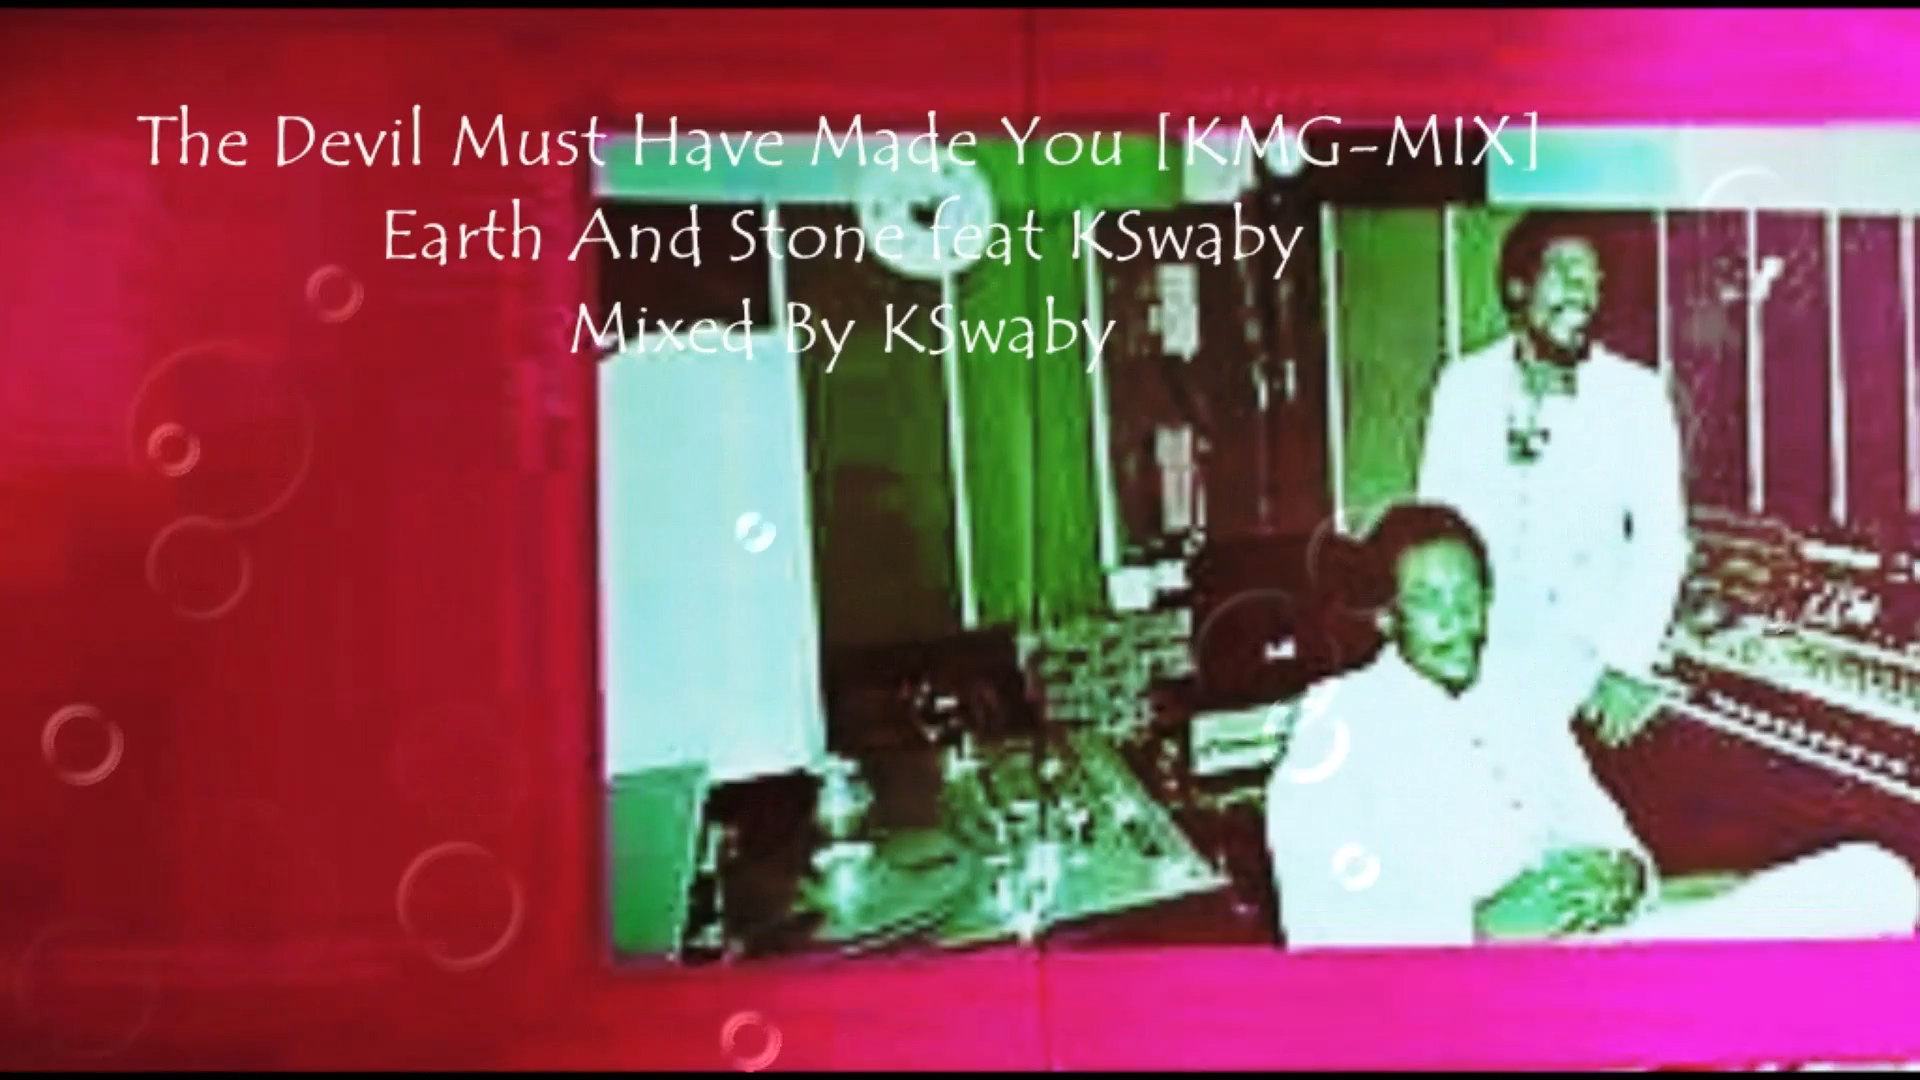 The Devil Must Have Made You [KMG-MIX]
Earth And Stone feat KSwaby
Mixed By KSwaby